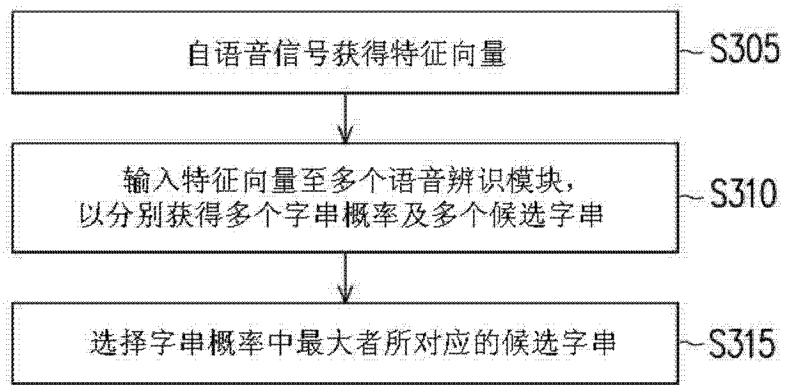 自语音信号获得特征向量
S305
输入特征向量至多个语音辨识模块，
以分别获得多个字串概率及多个候选字串
S310
选择字串概率中最大者所对应的候选字串
S315